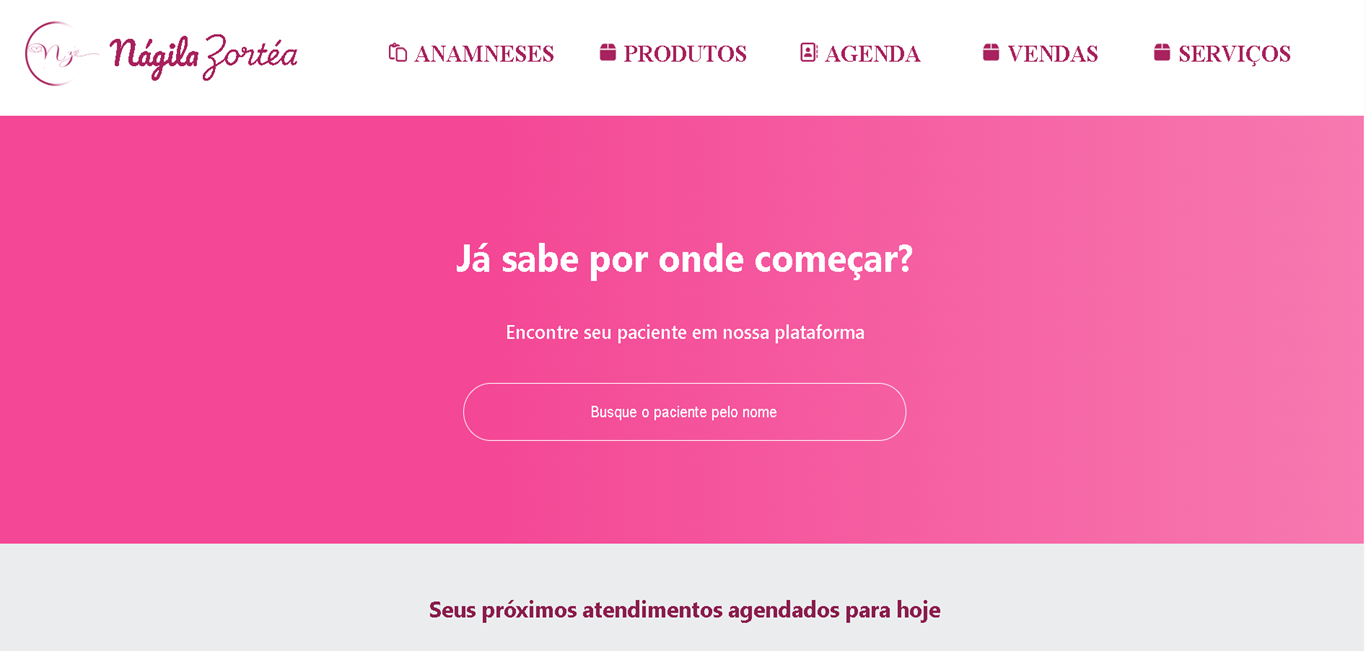 Nágila Zortéa
ANAMNESES
PRODUTOS
AGENDA
VENDAS
SERVIÇOS
Já sabe por onde começar?
Encontre seu paciente em nossa plataforma
Busque o paciente pelo nome
Seus próximos atendimentos agendados para hoje